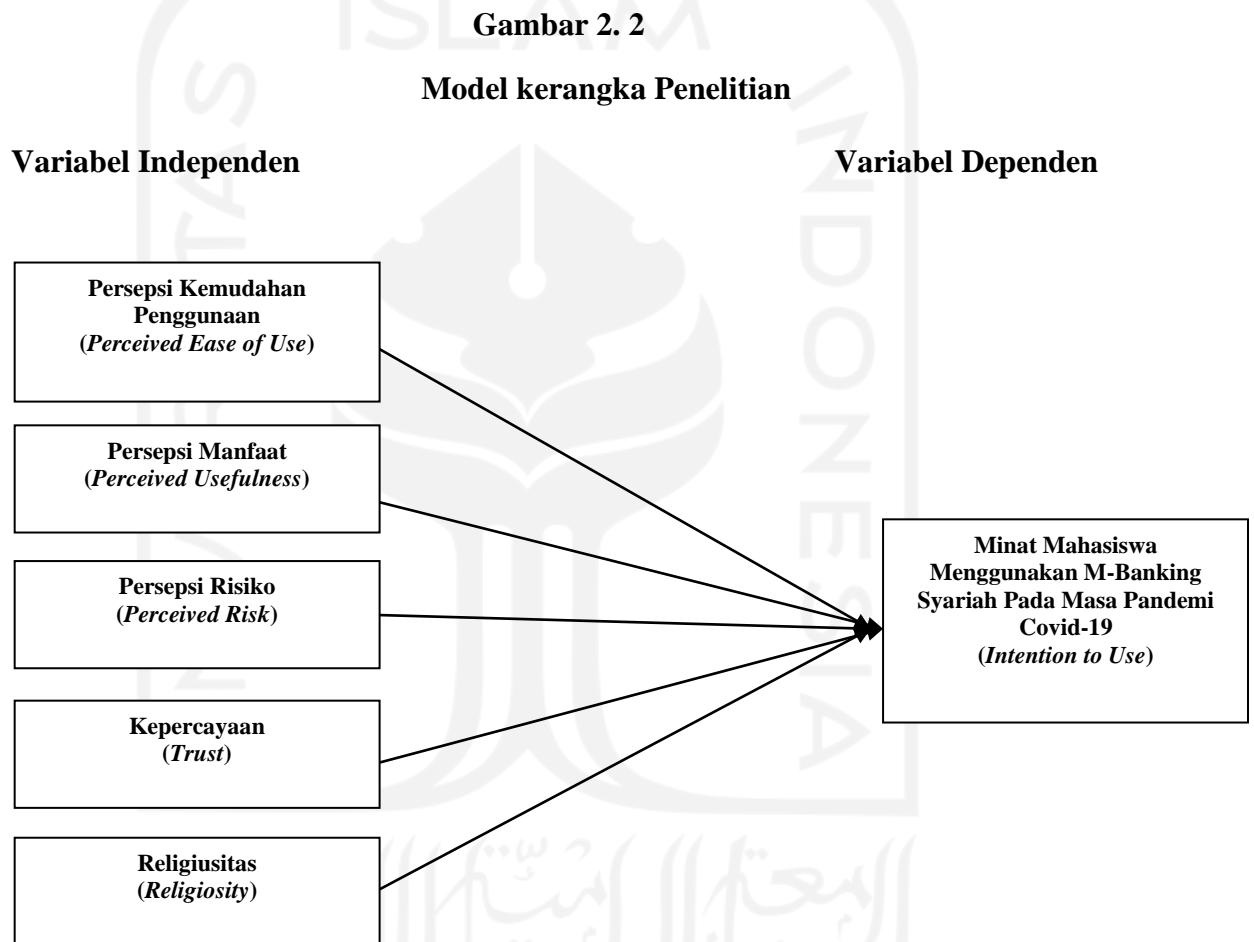 Gambar 2. 2
Model kerangka Penelitian
Variabel Independen
Variabel Dependen
Persepsi Kemudahan
Penggunaan
(Perceived Ease of Use)
Persepsi Manfaat
(Perceived Usefulness)
Persepsi Risiko
(Perceived Risk)
Kepercayaan
(Trust)
Religiusitas
(Religiosity)
Minat Mahasiswa
Menggunakan M-Banking
Syariah Pada Masa Pandemi
Covid-19
(Intention to Use)
ISLAM
INDONESIA